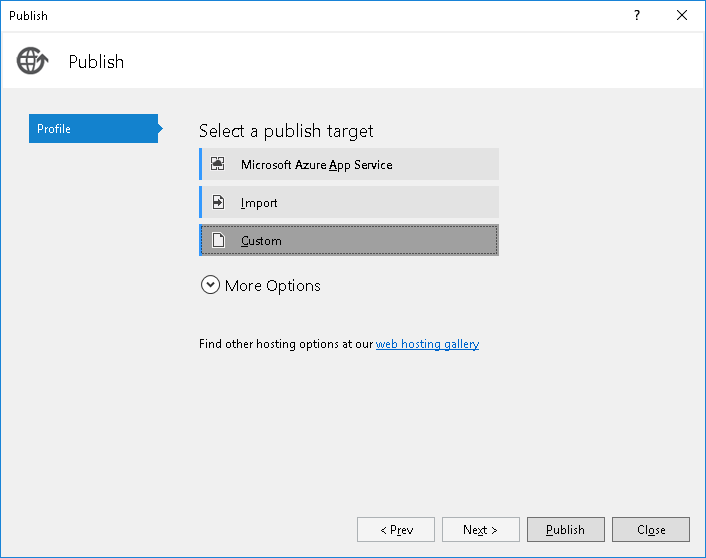 Publish
?
Publish
Profile
Select a publish target
Microsoft Azure App Service
Import
Custom
More Options
Find other hosting options at our web hosting gallery
< Prev
Next >
Publish
Close